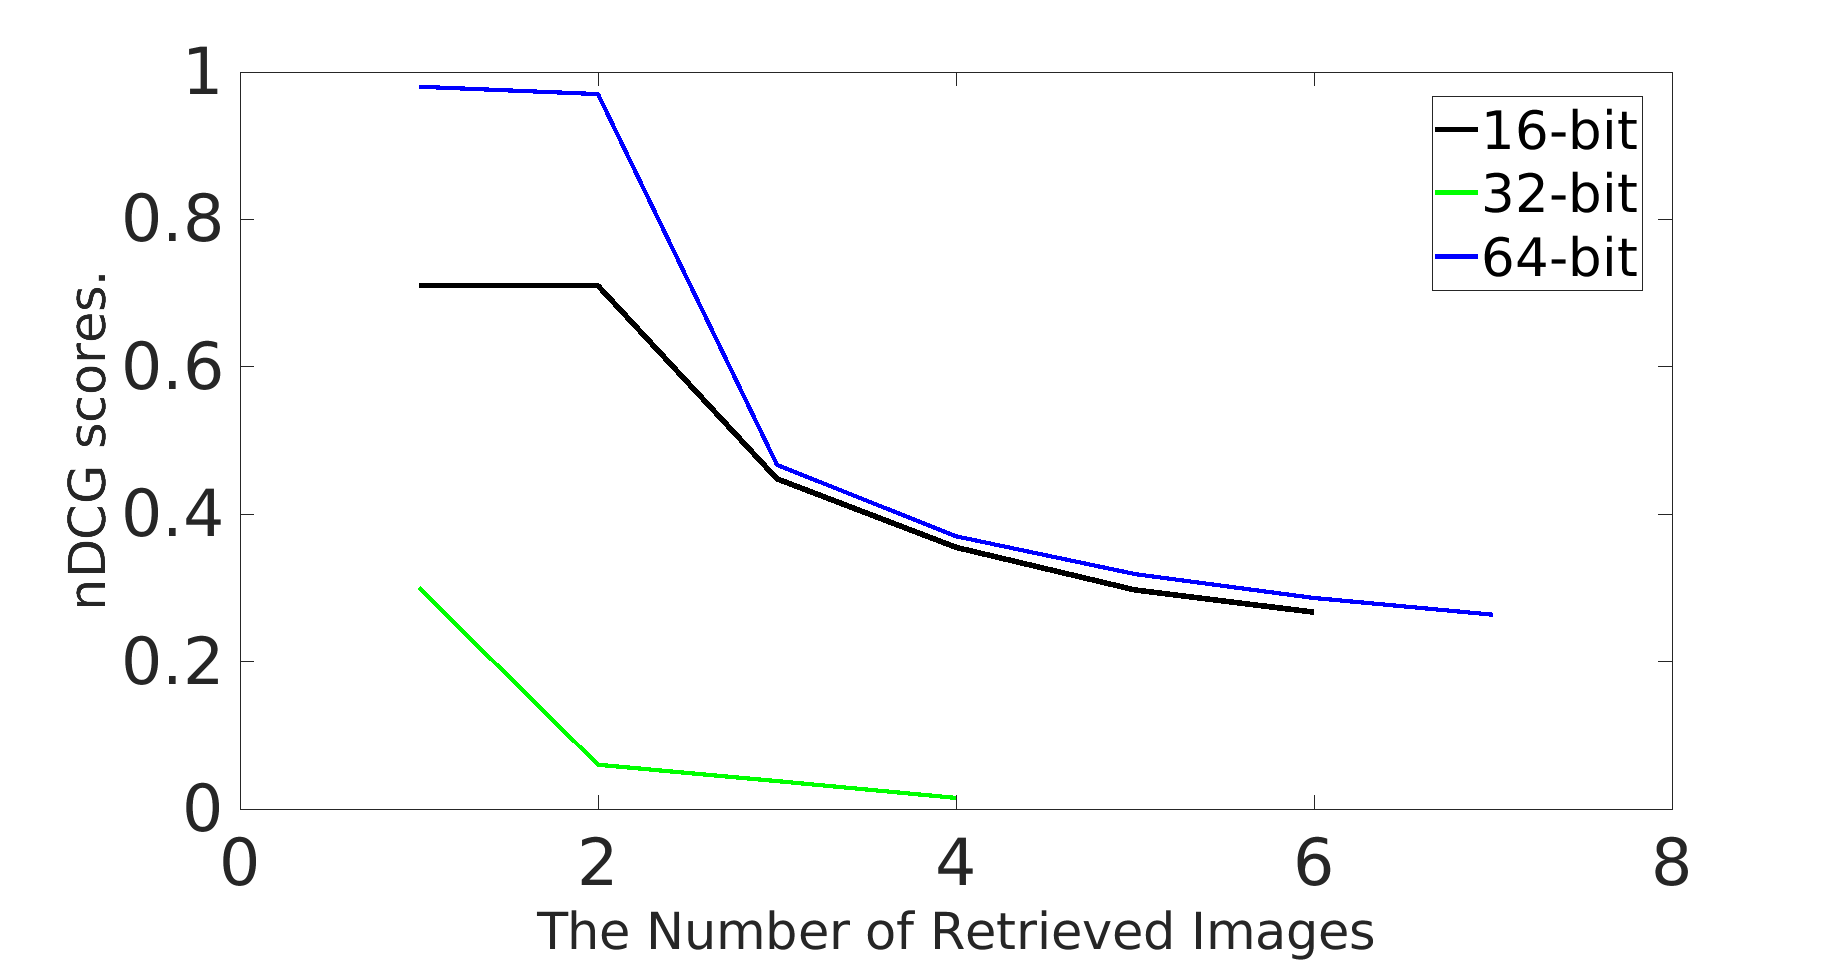 1
0.8
0.6
0.4
0.2
0
0
2
4
6
8
nDCG scores.
The Number of Retrieved Images
16-bit
32-bit
64-bit